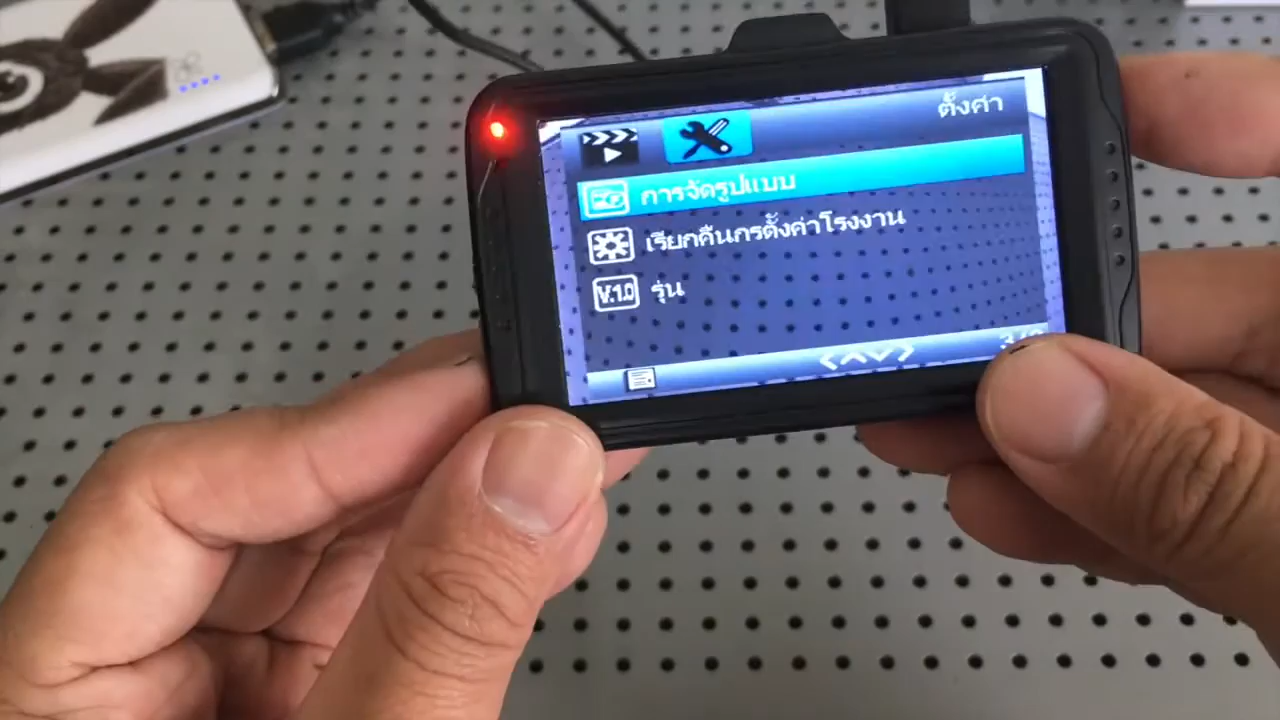 ตั้งค่า
การจัดรูปแบบ
เรียกคืนกรตั้งค่าโรงงาน
V.1.0 รุ่น